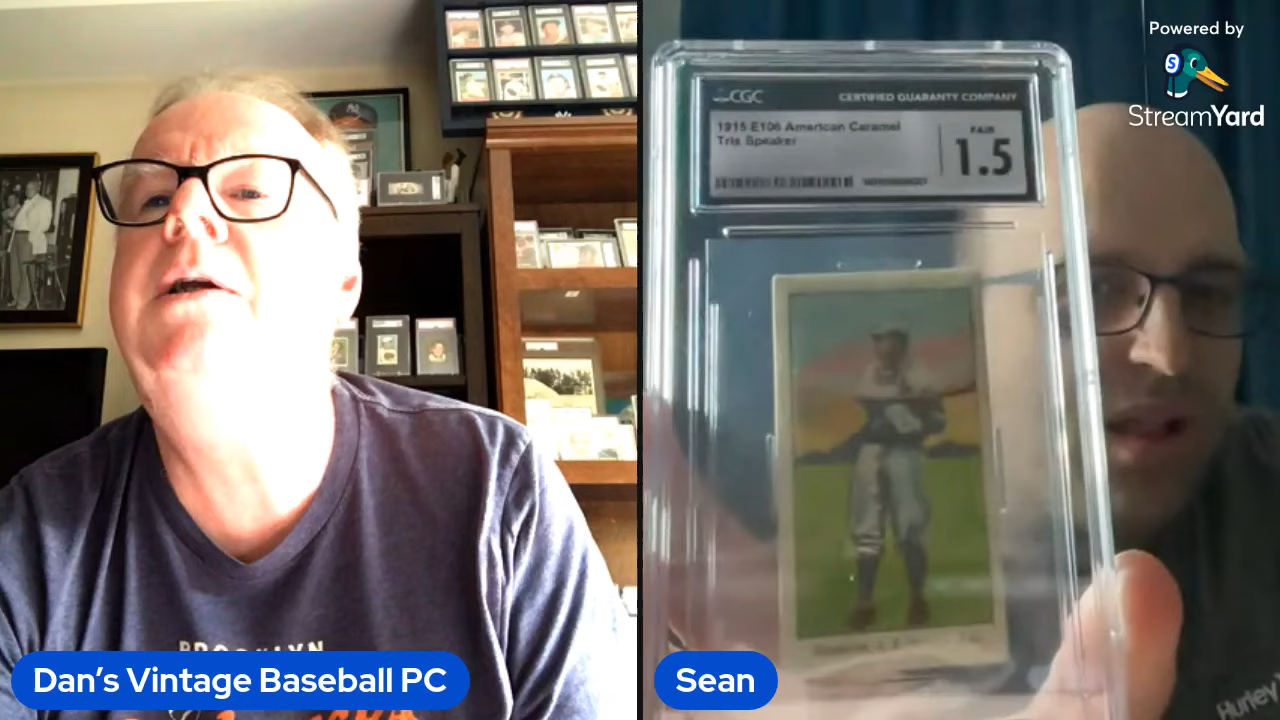 Powered by
StreamYard
CGC
CERTIFIED GUARANTY COMPANY
1915 E106 American Caramel
Tris Speaker
FAIR
1.5
BROOKLYN
Hurley
Dan's Vintage Baseball PC
Sean